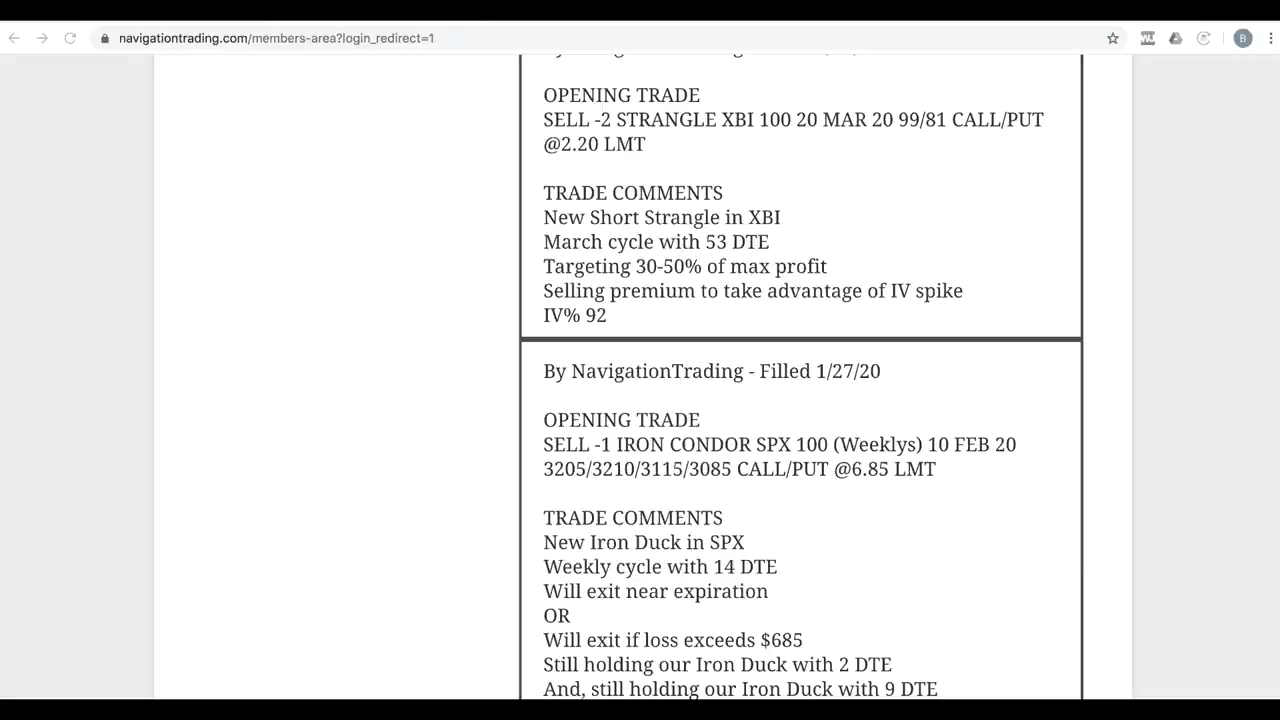 navigationtrading.com/members-area?login_redirect=1
B
OPENING TRADE
SELL -2 STRANGLE XBI 100 20 MAR 20 99/81 CALL/PUT
@2.20 LMT
TRADE COMMENTS
New Short Strangle in XBI
March cycle with 53 DTE
Targeting 30-50% of max profit
Selling premium to take advantage of IV spike
IV% 92
By NavigationTrading - Filled 1/27/20
OPENING TRADE
SELL -1 IRON CONDOR SPX 100 (Weeklys) 10 FEB 20
3205/3210/3115/3085 CALL/PUT @6.85 LMT
TRADE COMMENTS
New Iron Duck in SPX
Weekly cycle with 14 DTE
Will exit near expiration
OR
Will exit if loss exceeds $685
Still holding our Iron Duck with 2 DTE
And, still holding our Iron Duck with 9 DTE